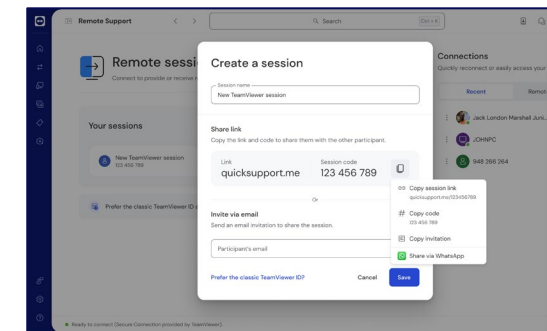 Remote Support
Search
Ctrl + K
Remote sessi
Connect to provide or receive r
Your sessions
New TeamViewer session
123 456 789
Prefer the classic TeamViewer ID
Create a session
Session name
New TeamViewer session
Share link
Copy the link and code to share them with the other participant.
Link
quicksupport.me
Session code
123 456 789
Or
Invite via email
Send an email invitation to share the session.
Participant's email
Prefer the classic TeamViewer ID?
Cancel
Save
Copy session link
quicksupport.me/123456789
Copy code
123 456 789
Copy invitation
Share via WhatsApp
Connections
Quickly reconnect or easily access your
Recent
Remot
Jack London Marshall Juni..
JOHNPC
948 266 264
Ready to connect (Secure Connection provided by TeamViewer)